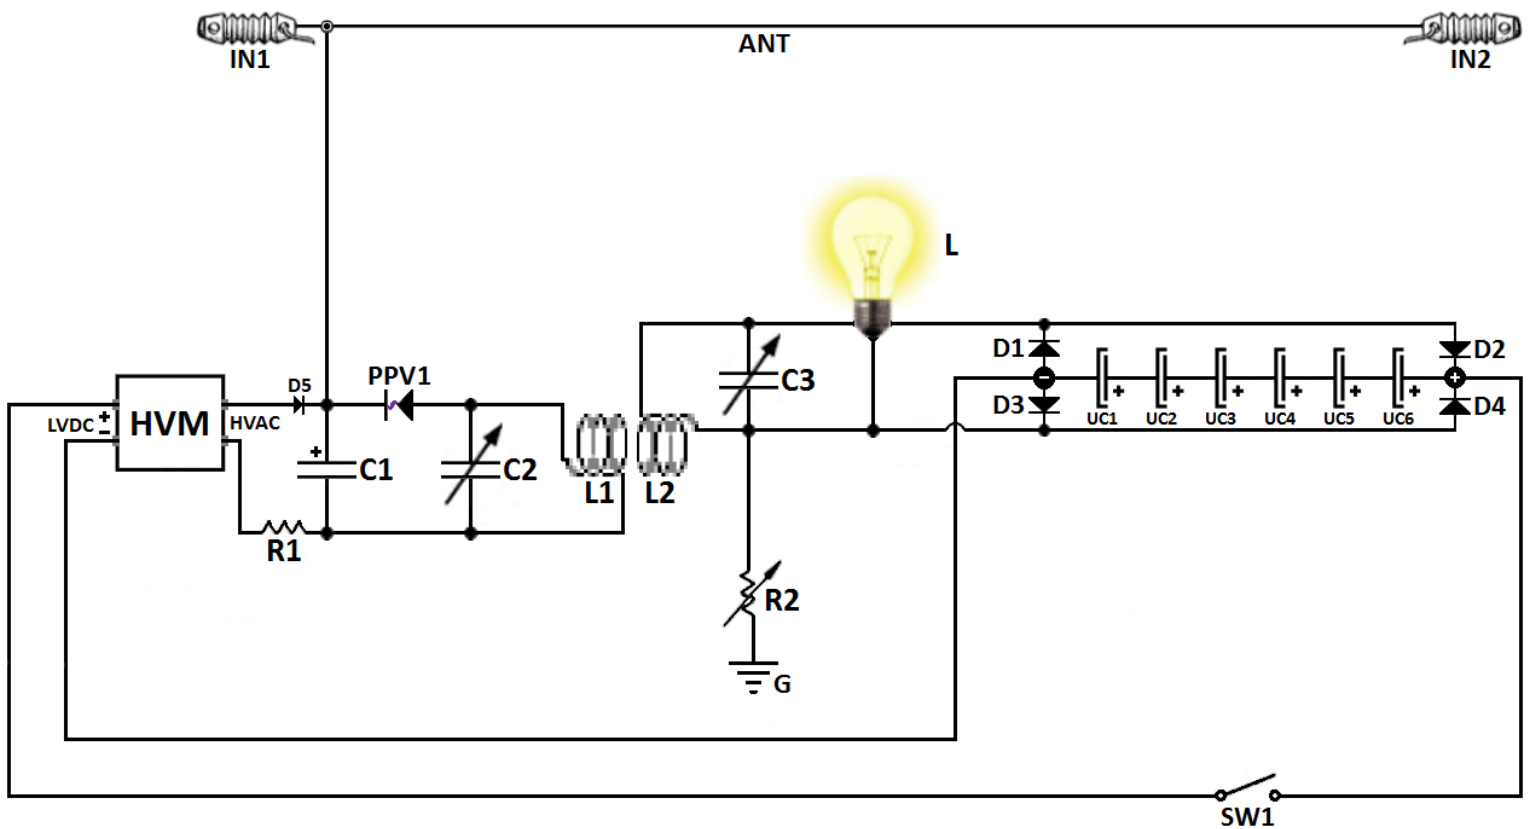 IN1
ANT
IN2
L
D1
D2
D5
PPV1
C3
D3
D4
LVDC
+
-
HVM
HVAC
+
+
+
+
+
+
+
-
+
UC1
UC2
UC3
UC4
UC5
UC6
C1
C2
L1
L2
R1
R2
G
SW1